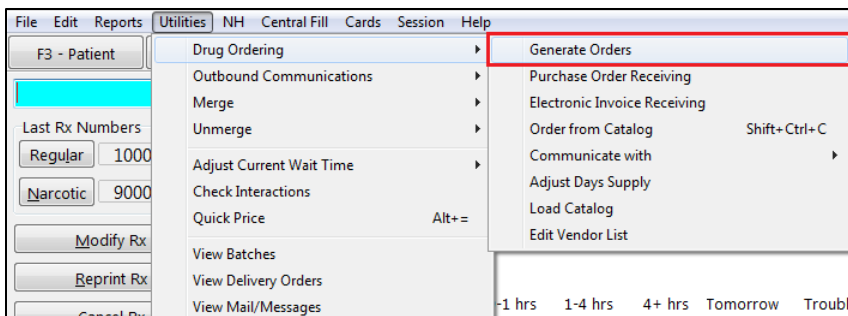 File Edit Reports Utilities NH Central Fill Cards Session Help
F3 - Patient
Drug Ordering
Outbound Communications
Merge
Unmerge
Adjust Current Wait Time
Check Interactions
Quick Price Alt+=
View Batches
View Delivery Orders
View Mail/Messages
Generate Orders
Purchase Order Receiving
Electronic Invoice Receiving
Order from Catalog Shift+Ctrl+C
Communicate with
Adjust Days Supply
Load Catalog
Edit Vendor List
Last Rx Numbers
Regular 1000
Narcotic 9000
Modify Rx
Reprint Rx
Cancel Rx
-1 hrs 1-4 hrs 4+ hrs Tomorrow Troubl